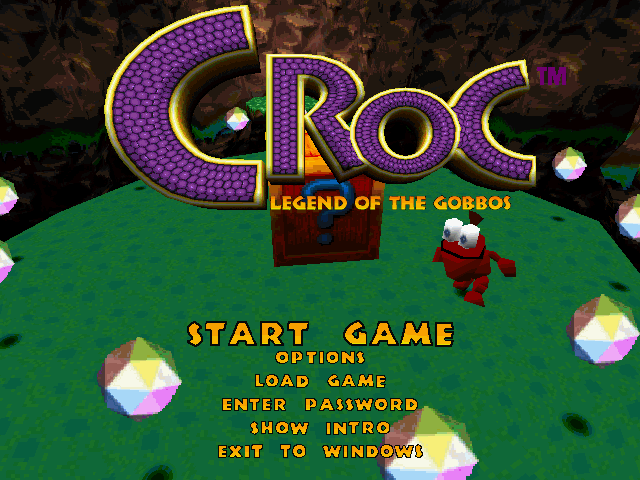 CROC™
LEGEND OF THE GOBBOS
?
START GAME
OPTIONS
LOAD GAME
ENTER PASSWORD
SHOW INTRO
EXIT TO WINDOWS